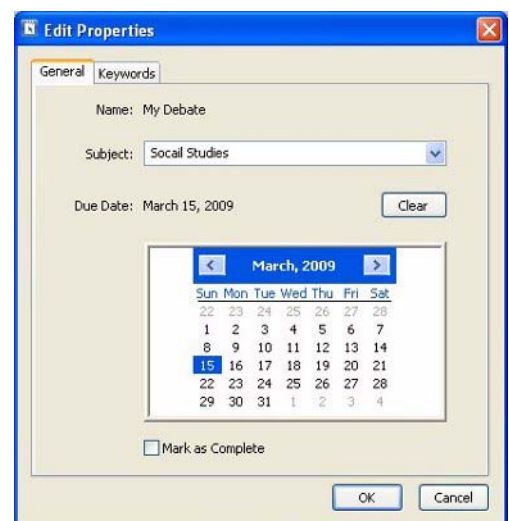 Edit Properties
General Keywords
Name: My Debate
Subject: Socail Studies
Due Date: March 15, 2009 Clear
< March, 2009 >
Sun Mon Tue Wed Thu Fri Sat
22 23 24 25 26 27 28
1 2 3 4 5 6 7
8 9 10 11 12 13 14
15 16 17 18 19 20 21
22 23 24 25 26 27 28
29 30 31 1 2 3 4
Mark as Complete
OK Cancel